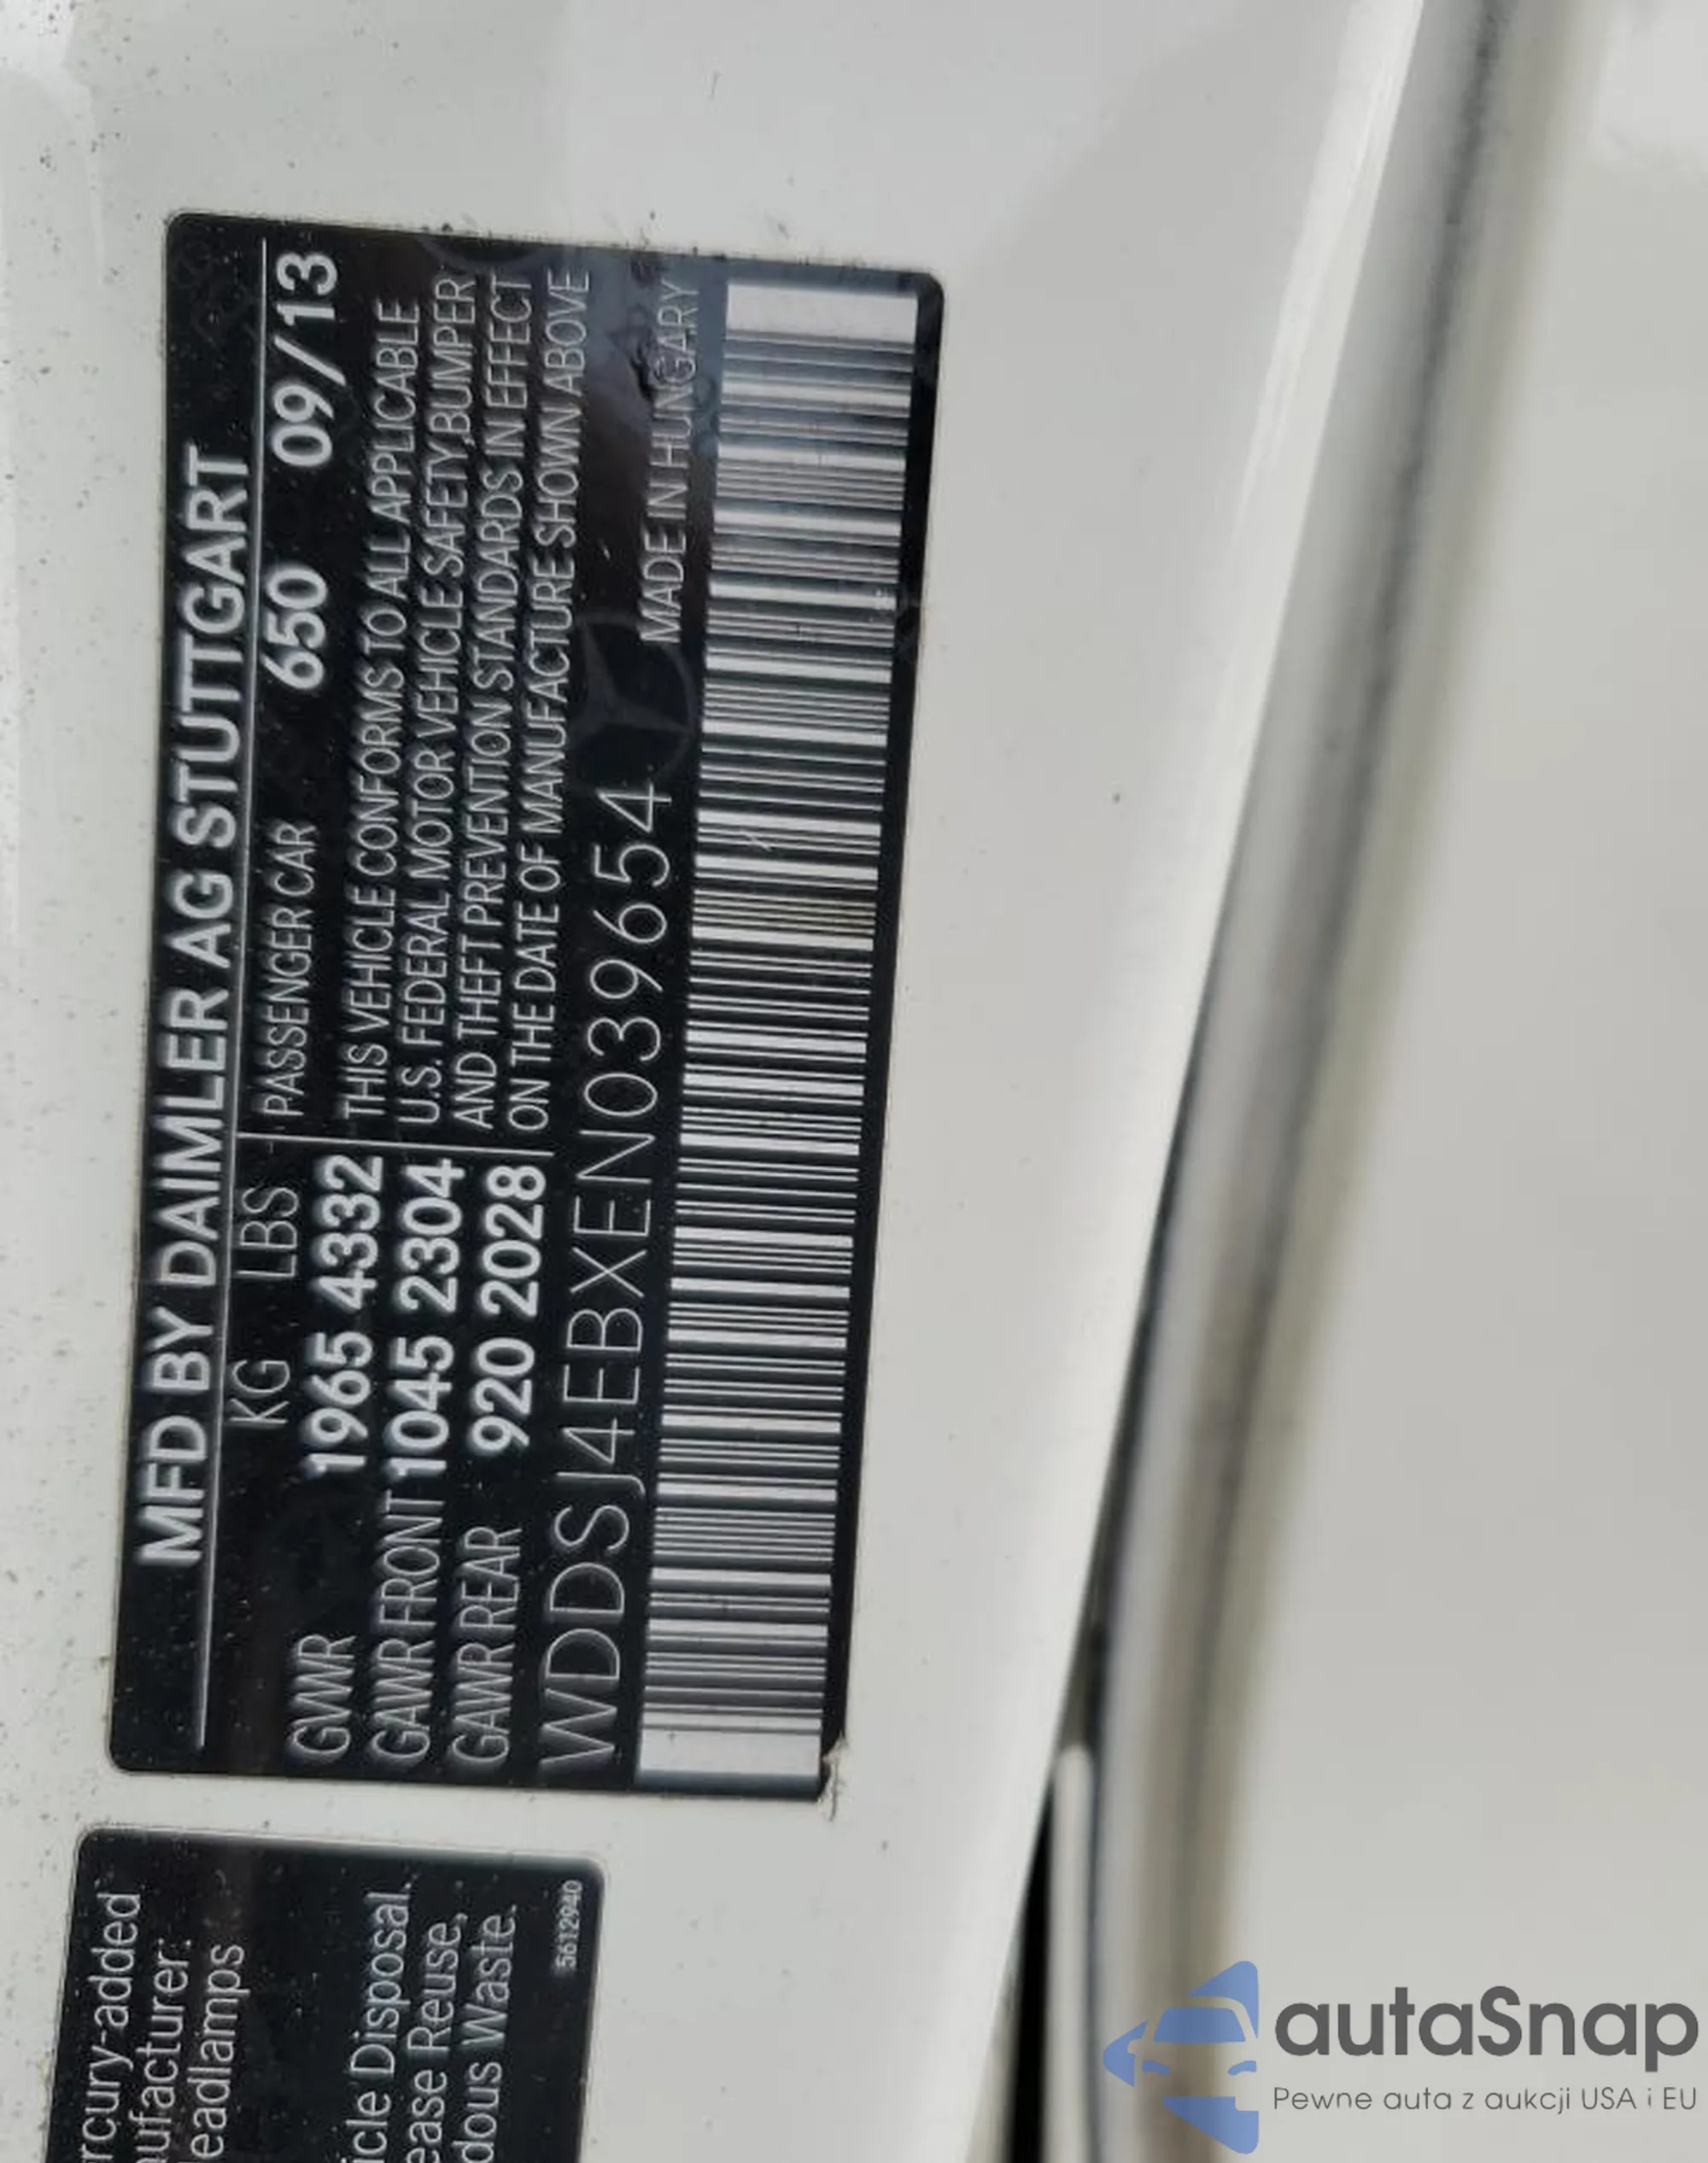 MFD BY DAIMLER AG STUTTGART
KG LBS PASSENGER CAR 650 09/13
GVWR 1965 4332 THIS VEHICLE CONFORMS TO ALL APPLICABLE
GAWR FRONT 1045 2304 U.S. FEDERAL MOTOR VEHICLE SAFETY, BUMPER
GAWR REAR 920 2028 AND THEFT PREVENTION STANDARDS IN EFFECT
ON THE DATE OF MANUFACTURE SHOWN ABOVE
WDDSJ4EBXEN039654 MADE IN HUNGARY
rcury-added
ufacturer:
eadlamps
icle Disposal.
ease Reuse,
dous Waste.
5612940
autaSnap
Pewne auta z aukcji USA i EU